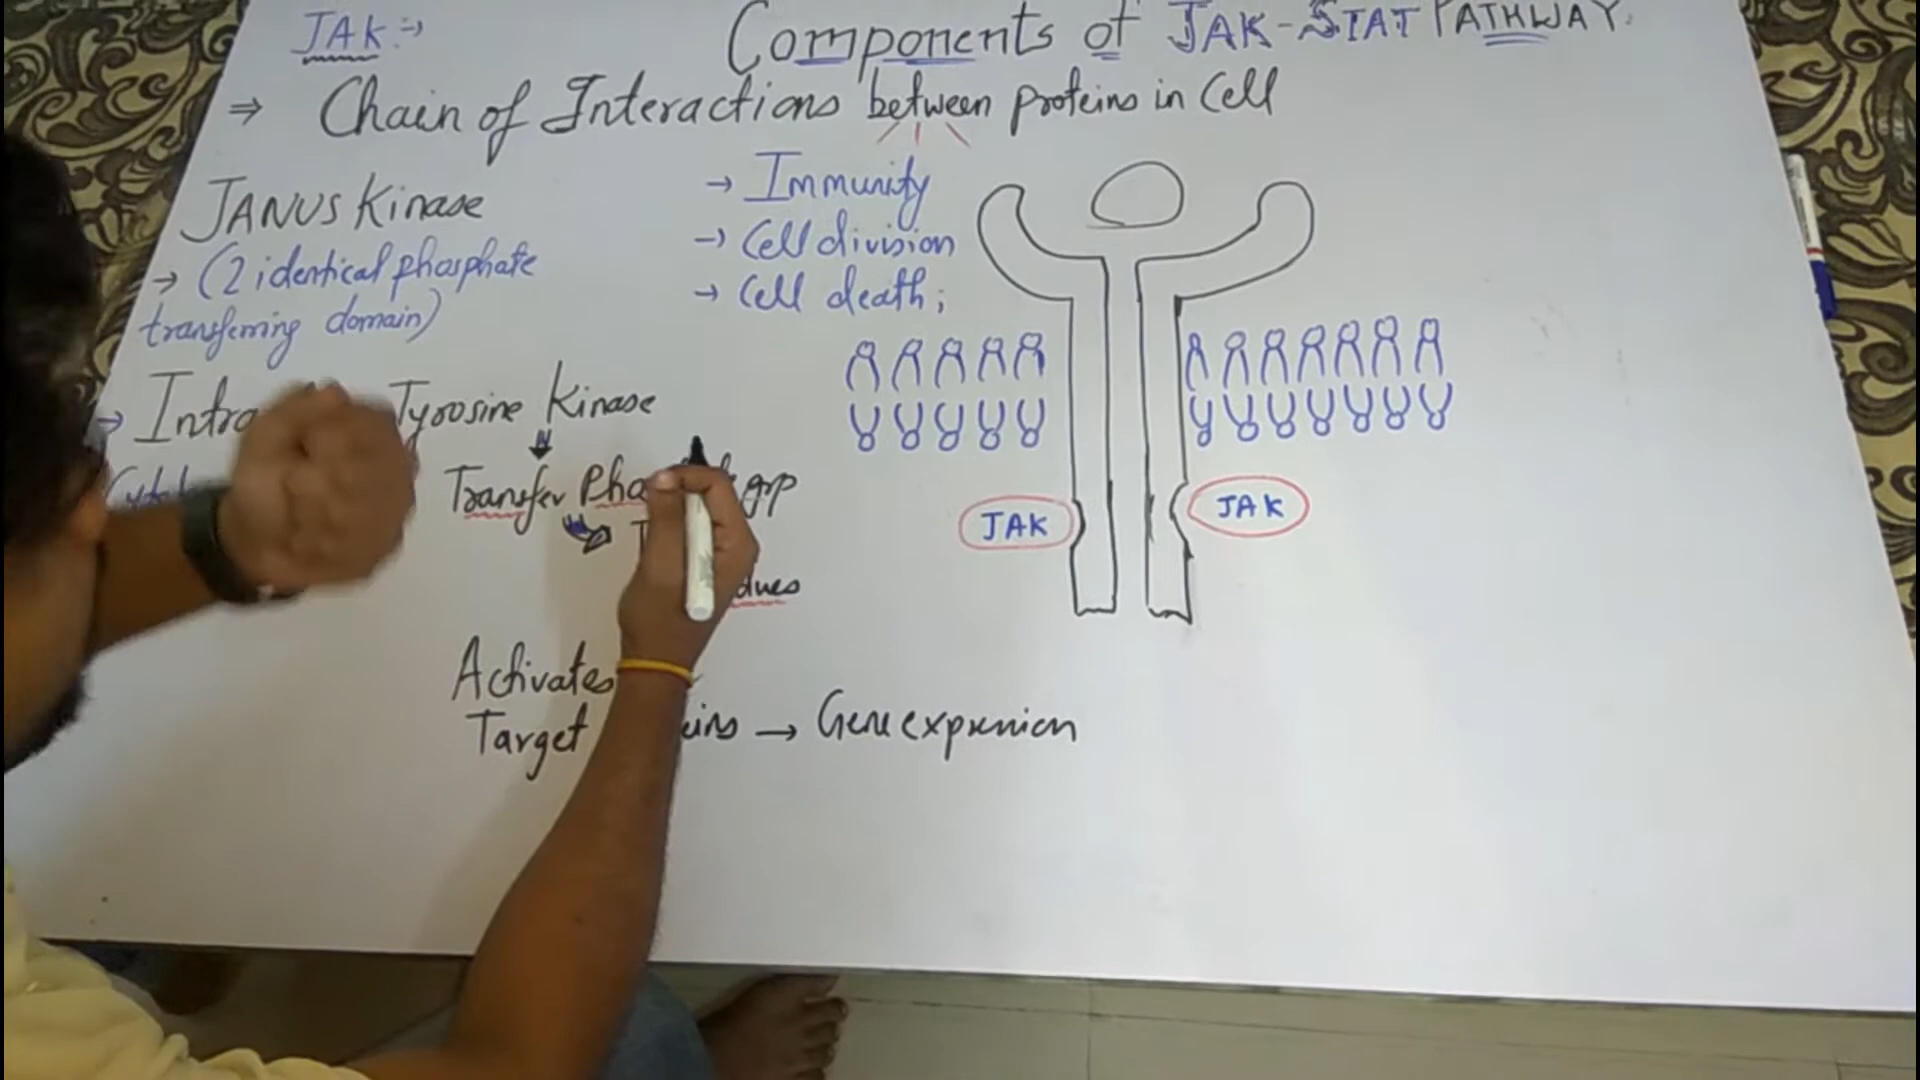 JAK :→
Components of JAK-STAT PATHWAY.
⇒ Chain of Interactions between proteins in Cell
JANUS Kinase
→ (2 identical phosphate
transferring domain)
→ Immunity
→ Cell division
→ Cell death;
→ Tyrosine Kinase
Transfer grp
Activates
Target → Gene expression
JAK
JAK